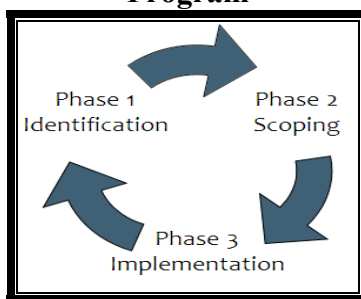 Program
Phase 1
Identification
Phase 2
Scoping
Phase 3
Implementation